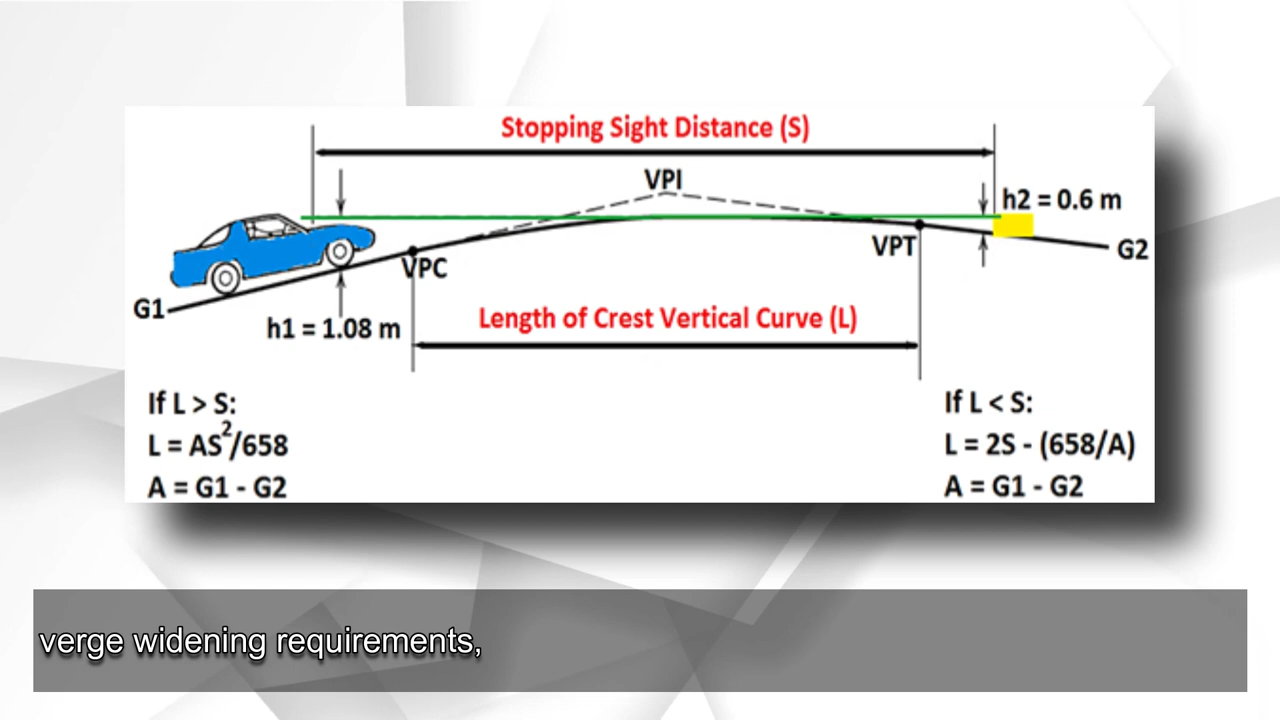 Stopping Sight Distance (S)
VPI
h2 = 0.6 m
VPC
VPT
G2
G1
h1 = 1.08 m
Length of Crest Vertical Curve (L)
If L > S:
L = AS²/658
A = G1 - G2
If L < S:
L = 2S - (658/A)
A = G1 - G2
verge widening requirements,